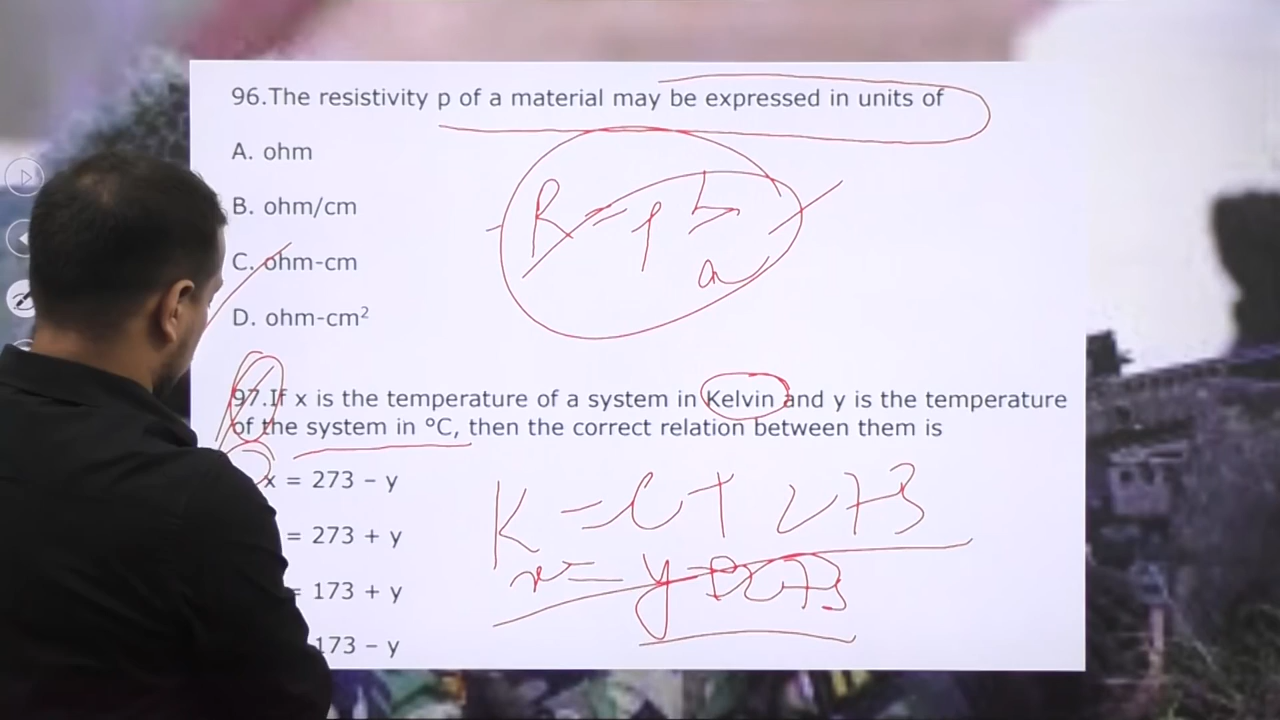 96.The resistivity p of a material may be expressed in units of
A. ohm
B. ohm/cm
C. ohm-cm
D. ohm-cm²
R = ρ L
a
97.If x is the temperature of a system in Kelvin and y is the temperature
of the system in °C, then the correct relation between them is
x = 273 – y
= 273 + y
= 173 + y
173 – y
K = C + 273
x = y + 273